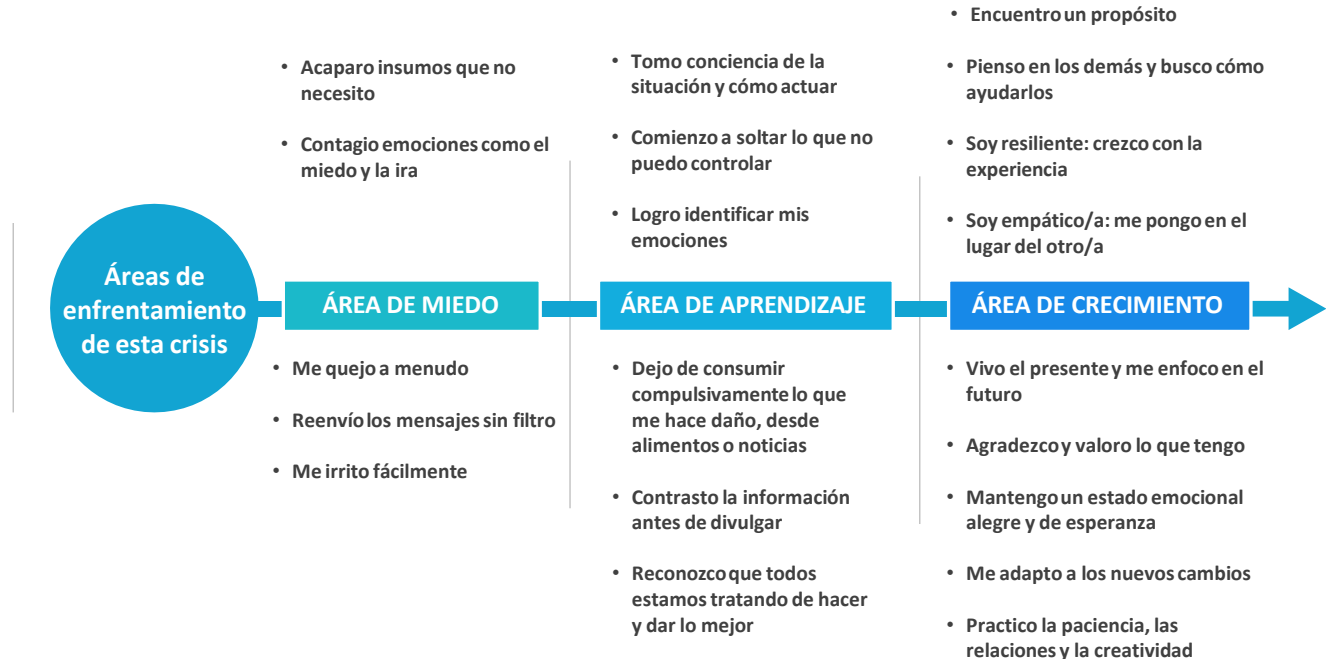 Áreas de
enfrentamiento
de esta crisis
• Acaparo insumos que no
necesito
• Contagio emociones como el
miedo y la ira
ÁREA DE MIEDO
• Me quejo a menudo
• Reenvío los mensajes sin filtro
• Me irrito fácilmente
• Tomo conciencia de la
situación y cómo actuar
• Comienzo a soltar lo que no
puedo controlar
• Logro identificar mis
emociones
ÁREA DE APRENDIZAJE
• Dejo de consumir
compulsivamente lo que
me hace daño, desde
alimentos o noticias
• Contrasto la información
antes de divulgar
• Reconozco que todos
estamos tratando de hacer
y dar lo mejor
• Encuentro un propósito
• Pienso en los demás y busco cómo
ayudarlos
• Soy resiliente: crezco con la
experiencia
• Soy empático/a: me pongo en el
lugar del otro/a
ÁREA DE CRECIMIENTO
• Vivo el presente y me enfoco en el
futuro
• Agradezco y valoro lo que tengo
• Mantengo un estado emocional
alegre y de esperanza
• Me adapto a los nuevos cambios
• Practico la paciencia, las
relaciones y la creatividad